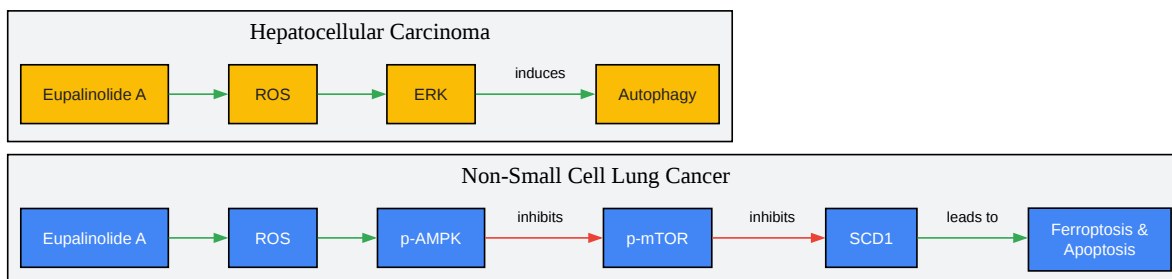 Hepatocellular Carcinoma
induces
Eupalinolide A
ROS
ERK
Autophagy
Non-Small Cell Lung Cancer
inhibits
inhibits
leads to
Eupalinolide A
ROS
p-AMPK
p-mTOR
SCD1
Ferroptosis &
Apoptosis